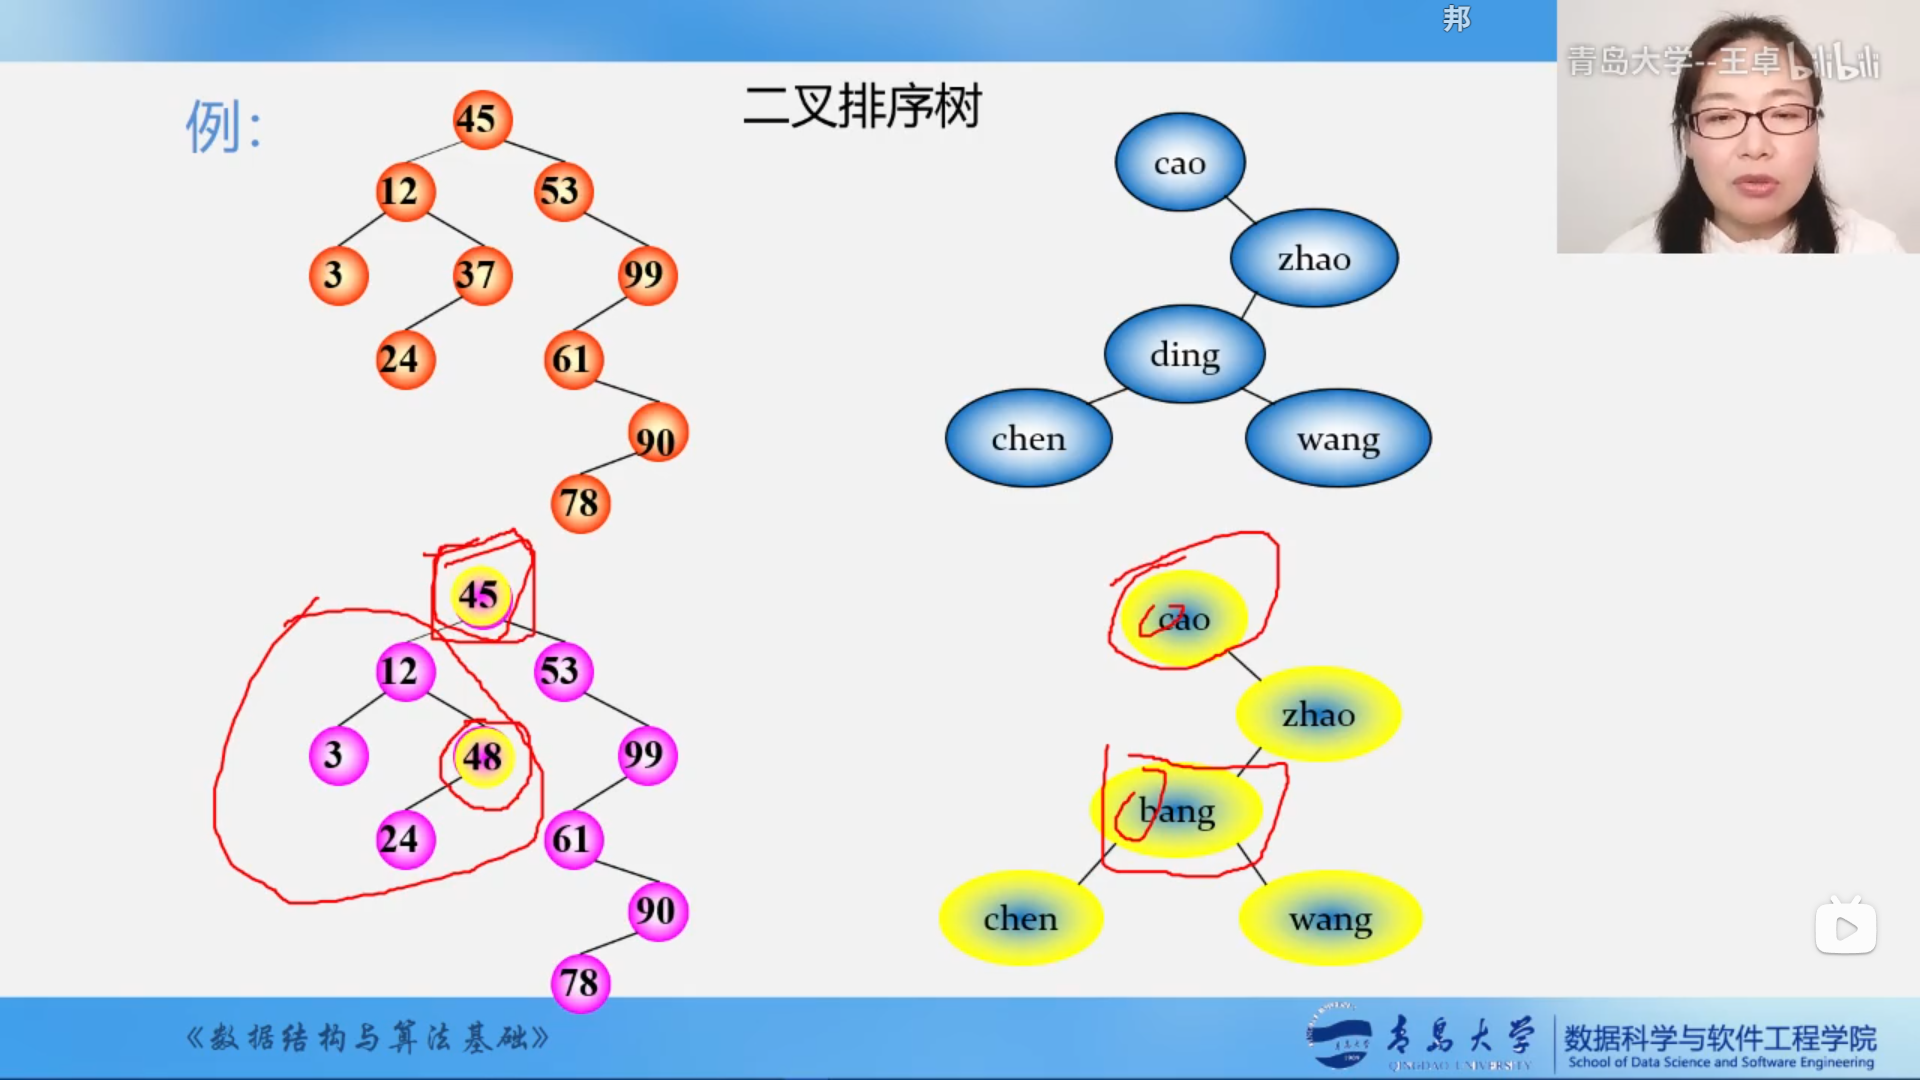 邦
青岛大学--王卓 bilibili
例：
二叉排序树
45
12
53
3
37
99
24
61
90
78
cao
zhao
ding
chen
wang
45
12
53
3
48
99
24
61
90
78
cao
zhao
bang
chen
wang
《数据结构与算法基础》
青岛大学
QINGDAO UNIVERSITY
数据科学与软件工程学院
School of Data Science and Software Engineering